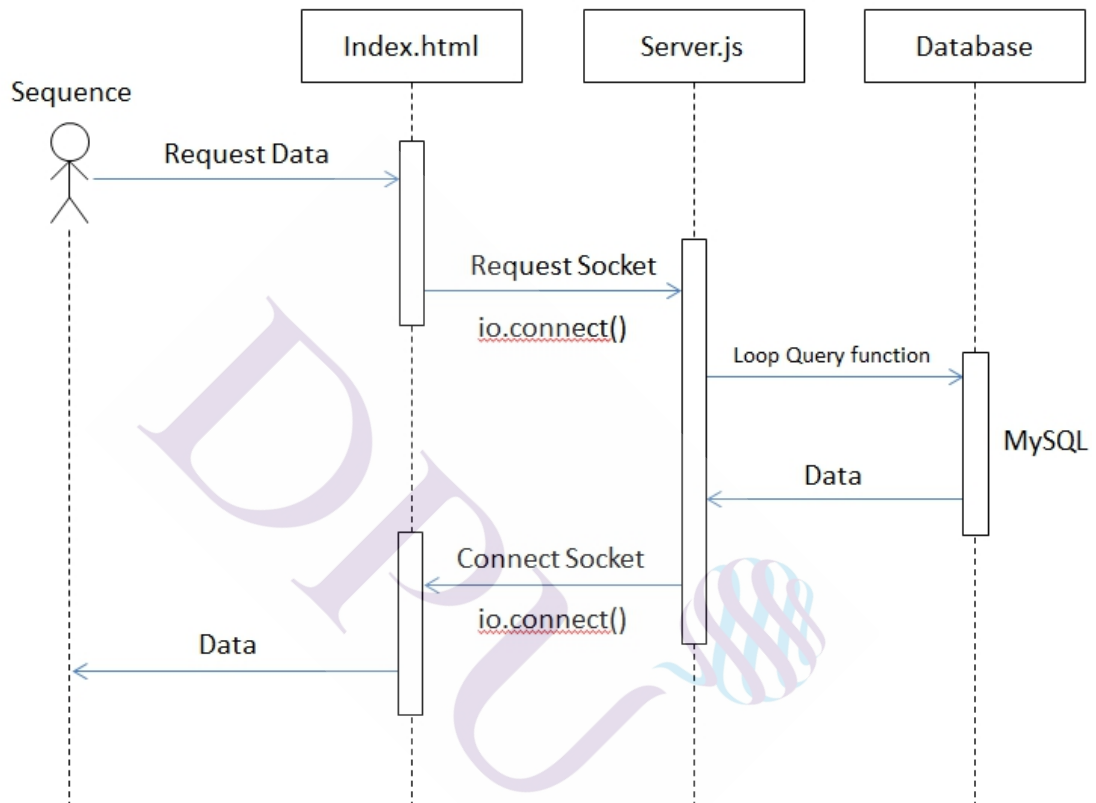 Index.html
Server.js
Database
Sequence
Request Data
Request Socket
io.connect()
Loop Query function
MySQL
Data
Connect Socket
io.connect()
Data
DPU